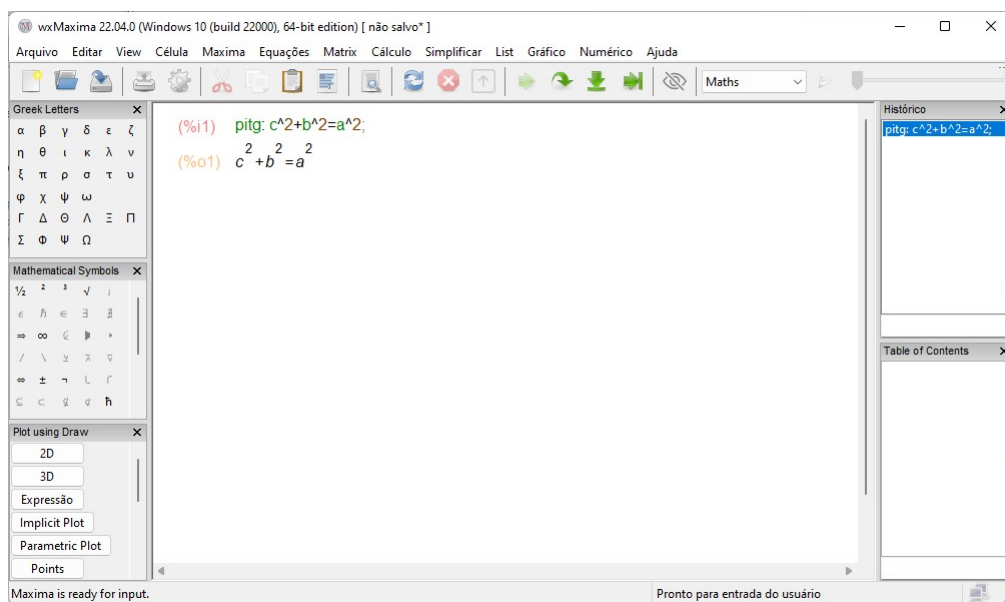 wxMaxima 22.04.0 (Windows 10 (build 22000), 64-bit edition) [ não salvo* ]
Arquivo Editar View Célula Maxima Equações Matrix Cálculo Simplificar List Gráfico Numérico Ajuda
Maths
Greek Letters
α β γ δ ε ζ
η θ ι κ λ ν
ξ π ρ σ τ υ
φ χ ψ ω
Γ Δ Θ Λ Ξ Π
Σ Φ Ψ Ω
Mathematical Symbols
½ ² ³ √
ℏ ∈ ∃ ∄
⇒ ∞
/ \ ⊻ ⊼ ⊽
⇔ ± ¬
⊆ ⊂ ⊄ ħ
Plot using Draw
2D
3D
Expressão
Implicit Plot
Parametric Plot
Points
(%i1) pitg: c^2+b^2=a^2;
(%o1) c²+b²=a²
Histórico
pitg: c^2+b^2=a^2;
Table of Contents
Maxima is ready for input.
Pronto para entrada do usuário